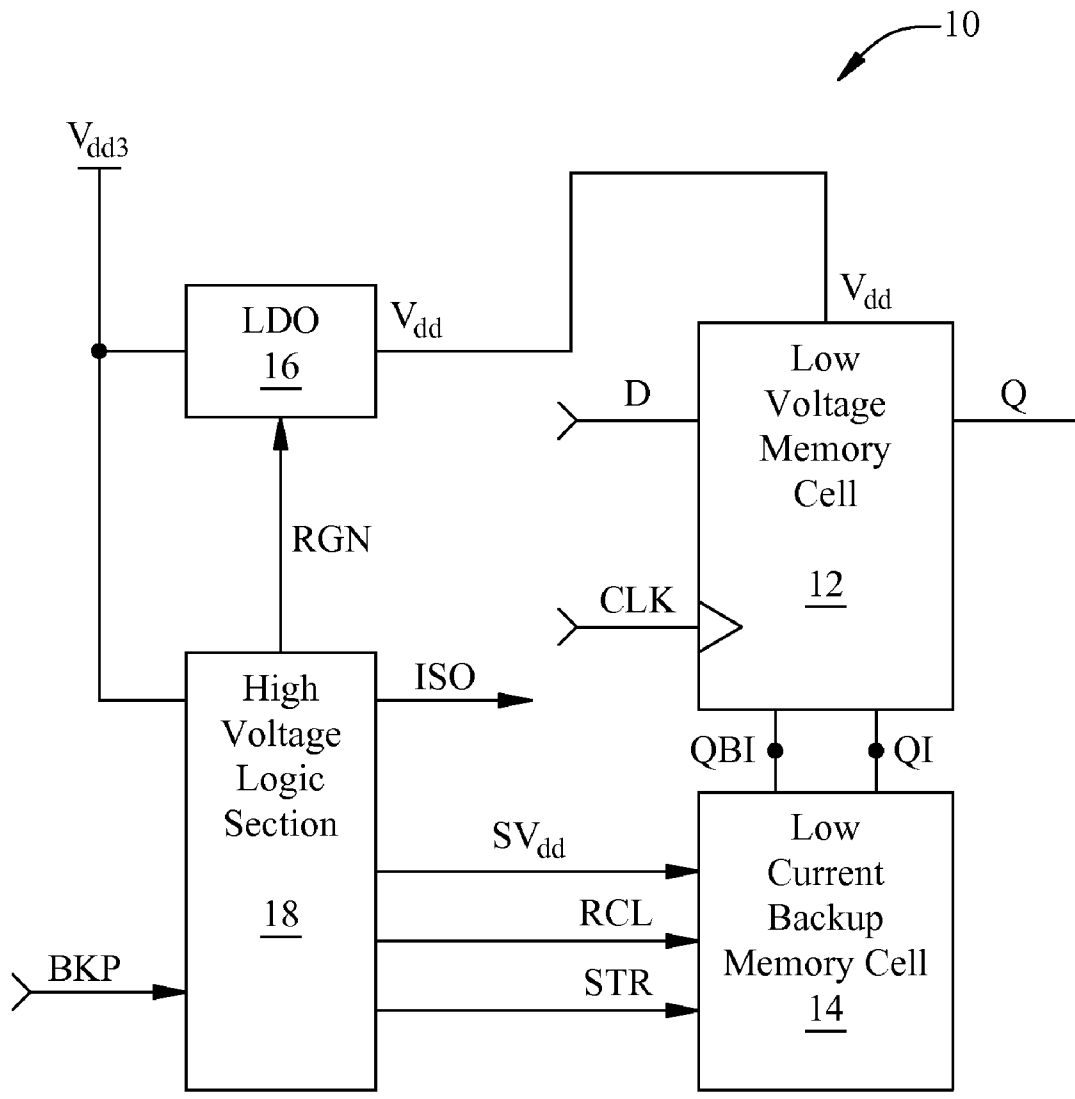 10
Vdd3
LDO
16
Vdd
Vdd
Low
Voltage
Memory
Cell
12
D
Q
CLK
RGN
High
Voltage
Logic
Section
18
ISO
QBI
QI
SVdd
RCL
STR
BKP
Low
Current
Backup
Memory Cell
14